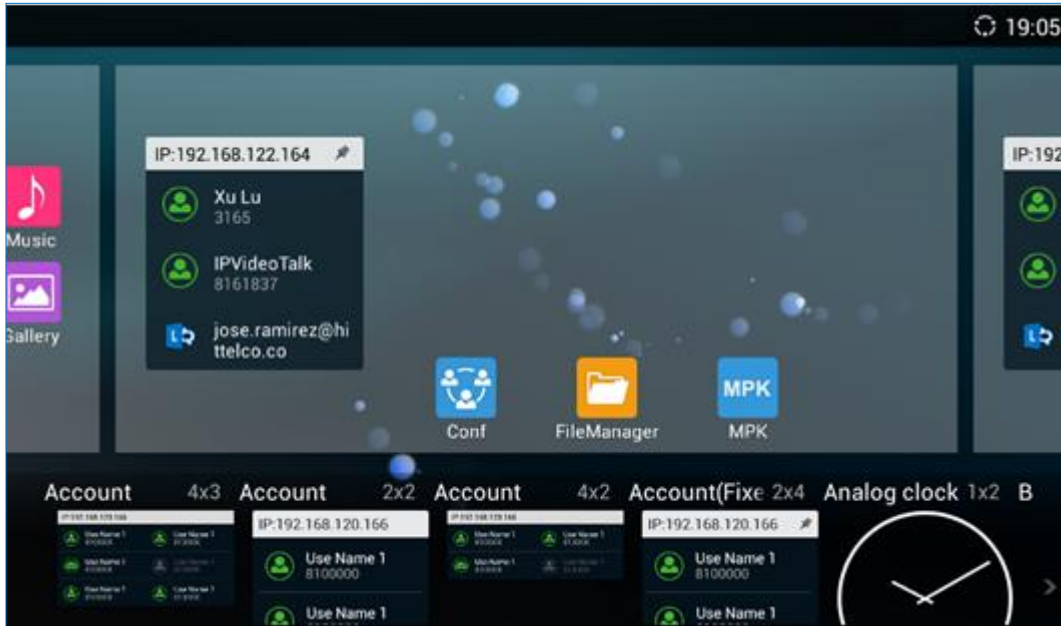 19:05
IP:192.168.122.164
IP:192
Xu Lu
3165
Music
IPVideoTalk
8161837
Gallery
jose.ramirez@hi
ttelco.co
MPK
Conf
FileManager
MPK
Account 4x3
Account 2x2
Account 4x2
Account(Fixe 2x4
Analog clock 1x2
B
IP:192.168.120.166
Use Name 1
8100000
Use Name 1
IP:192.168.120.166
Use Name 1
8100000
Use Name 1